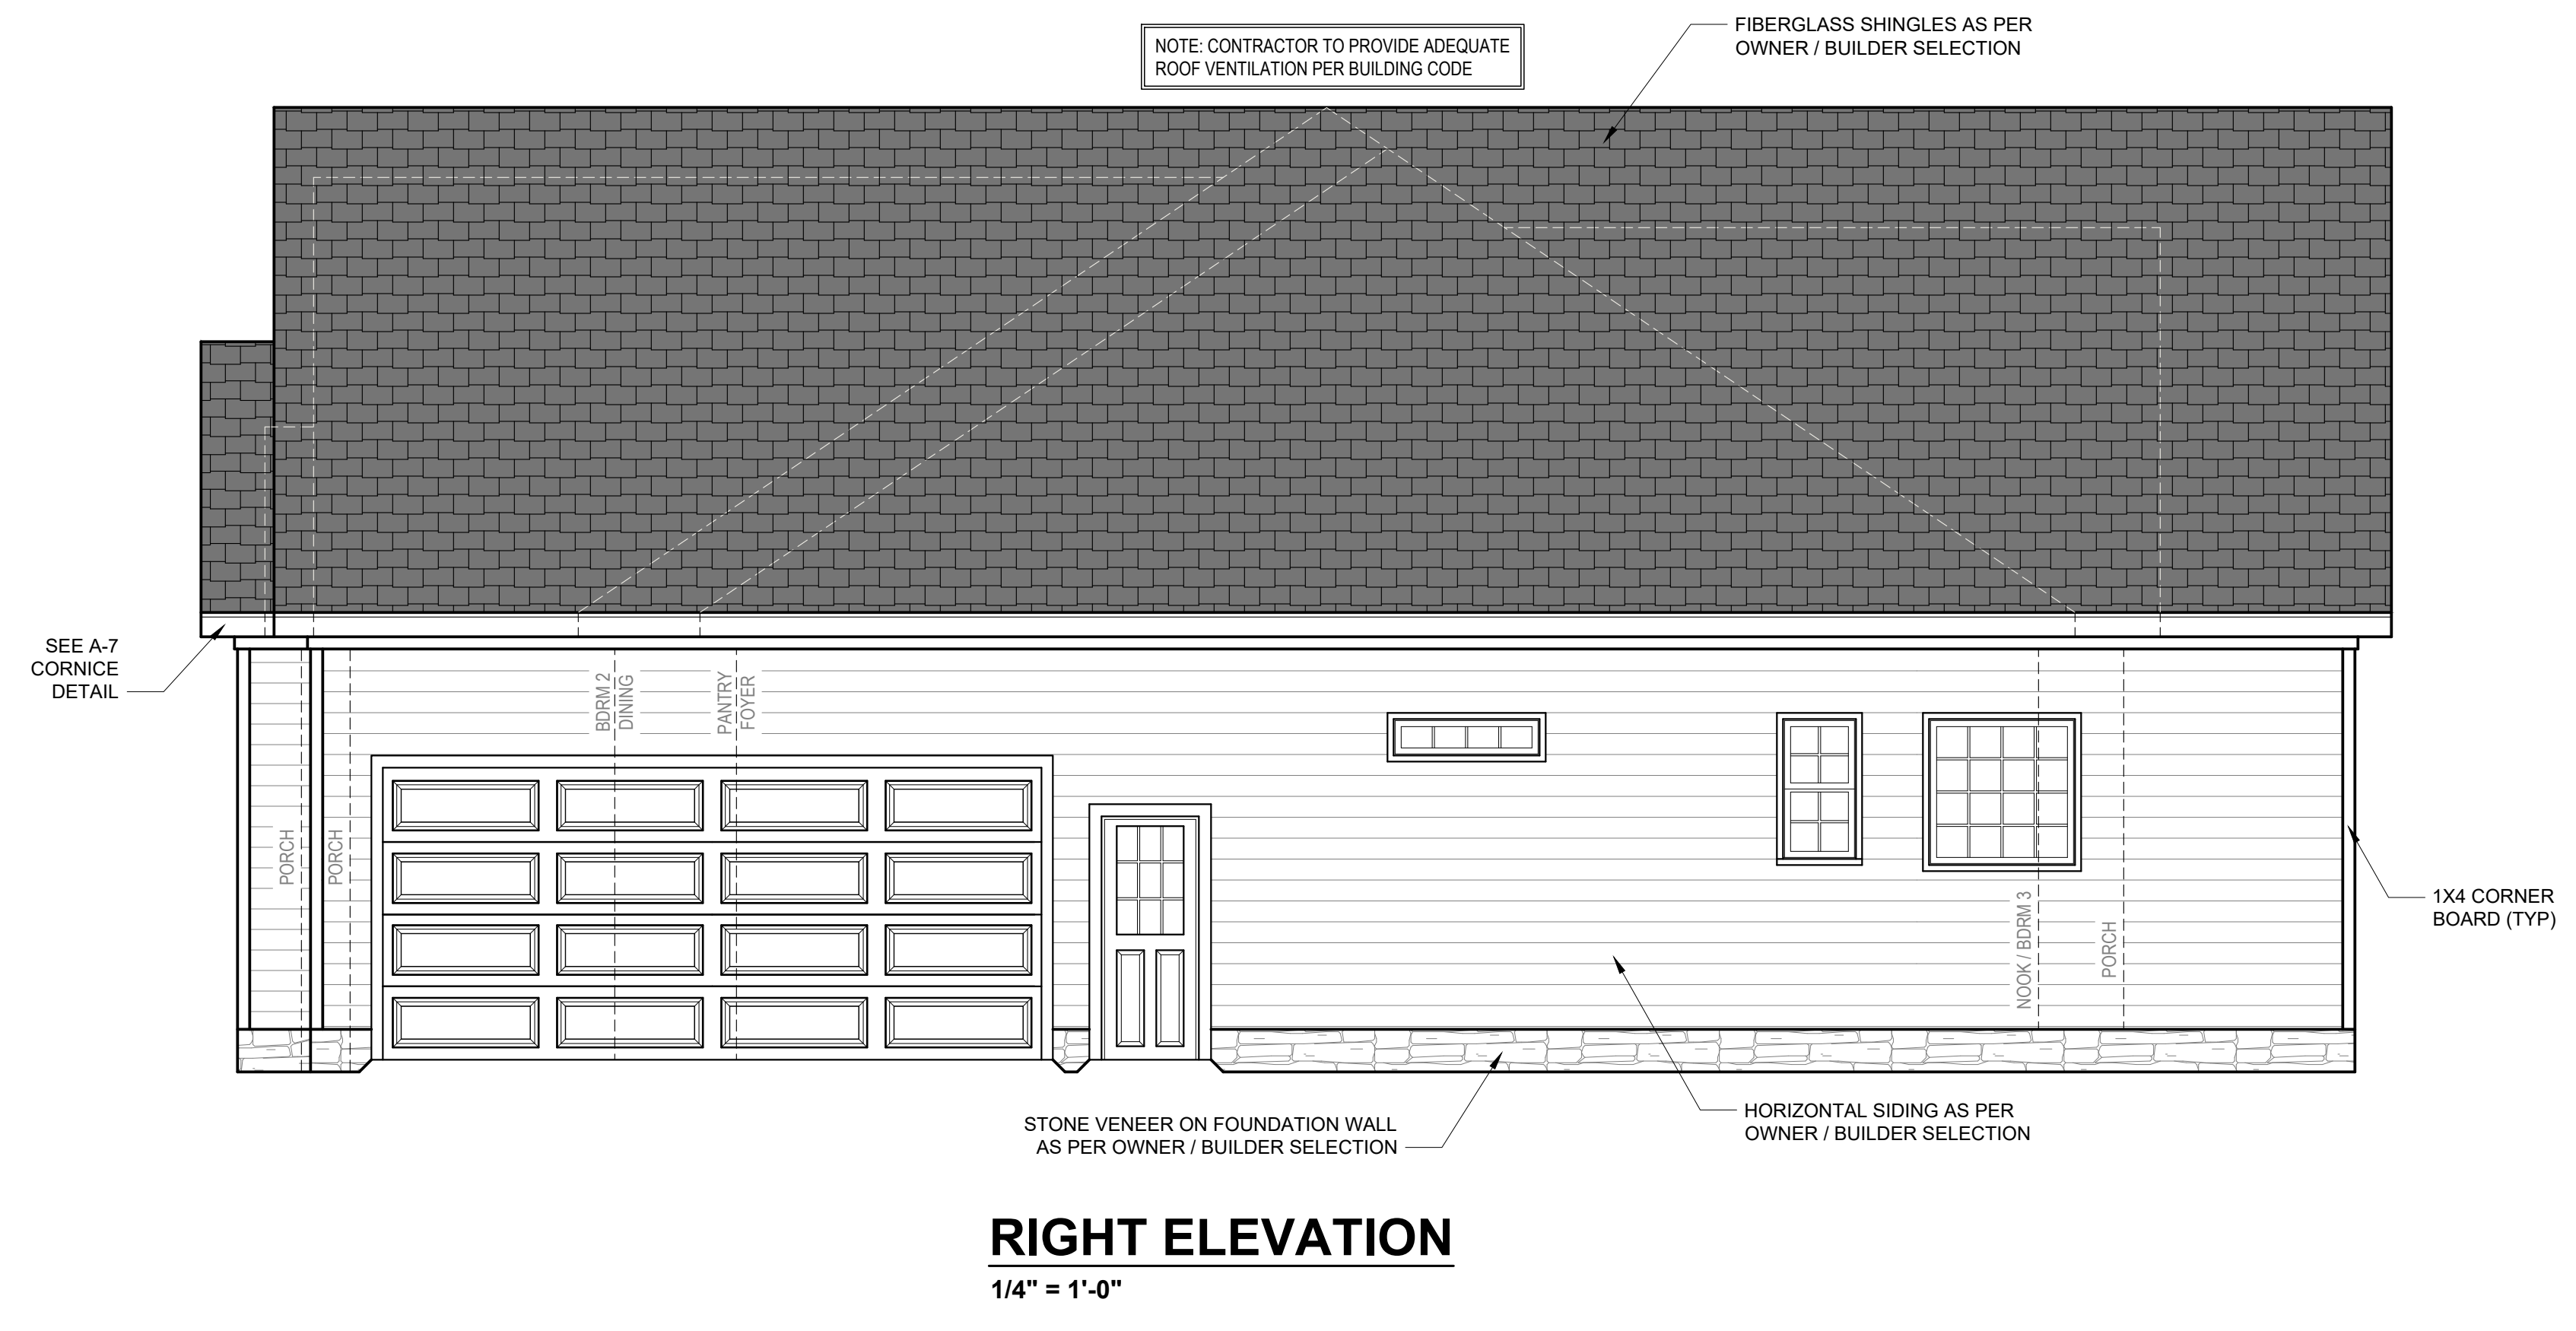 NOTE: CONTRACTOR TO PROVIDE ADEQUATE
ROOF VENTILATION PER BUILDING CODE
FIBERGLASS SHINGLES AS PER
OWNER / BUILDER SELECTION
SEE A-7
CORNICE
DETAIL
BDRM 2
DINING
PANTRY
FOYER
PORCH
PORCH
NOOK / BDRM 3
PORCH
1X4 CORNER
BOARD (TYP)
STONE VENEER ON FOUNDATION WALL
AS PER OWNER / BUILDER SELECTION
HORIZONTAL SIDING AS PER
OWNER / BUILDER SELECTION
RIGHT ELEVATION
1/4" = 1'-0"